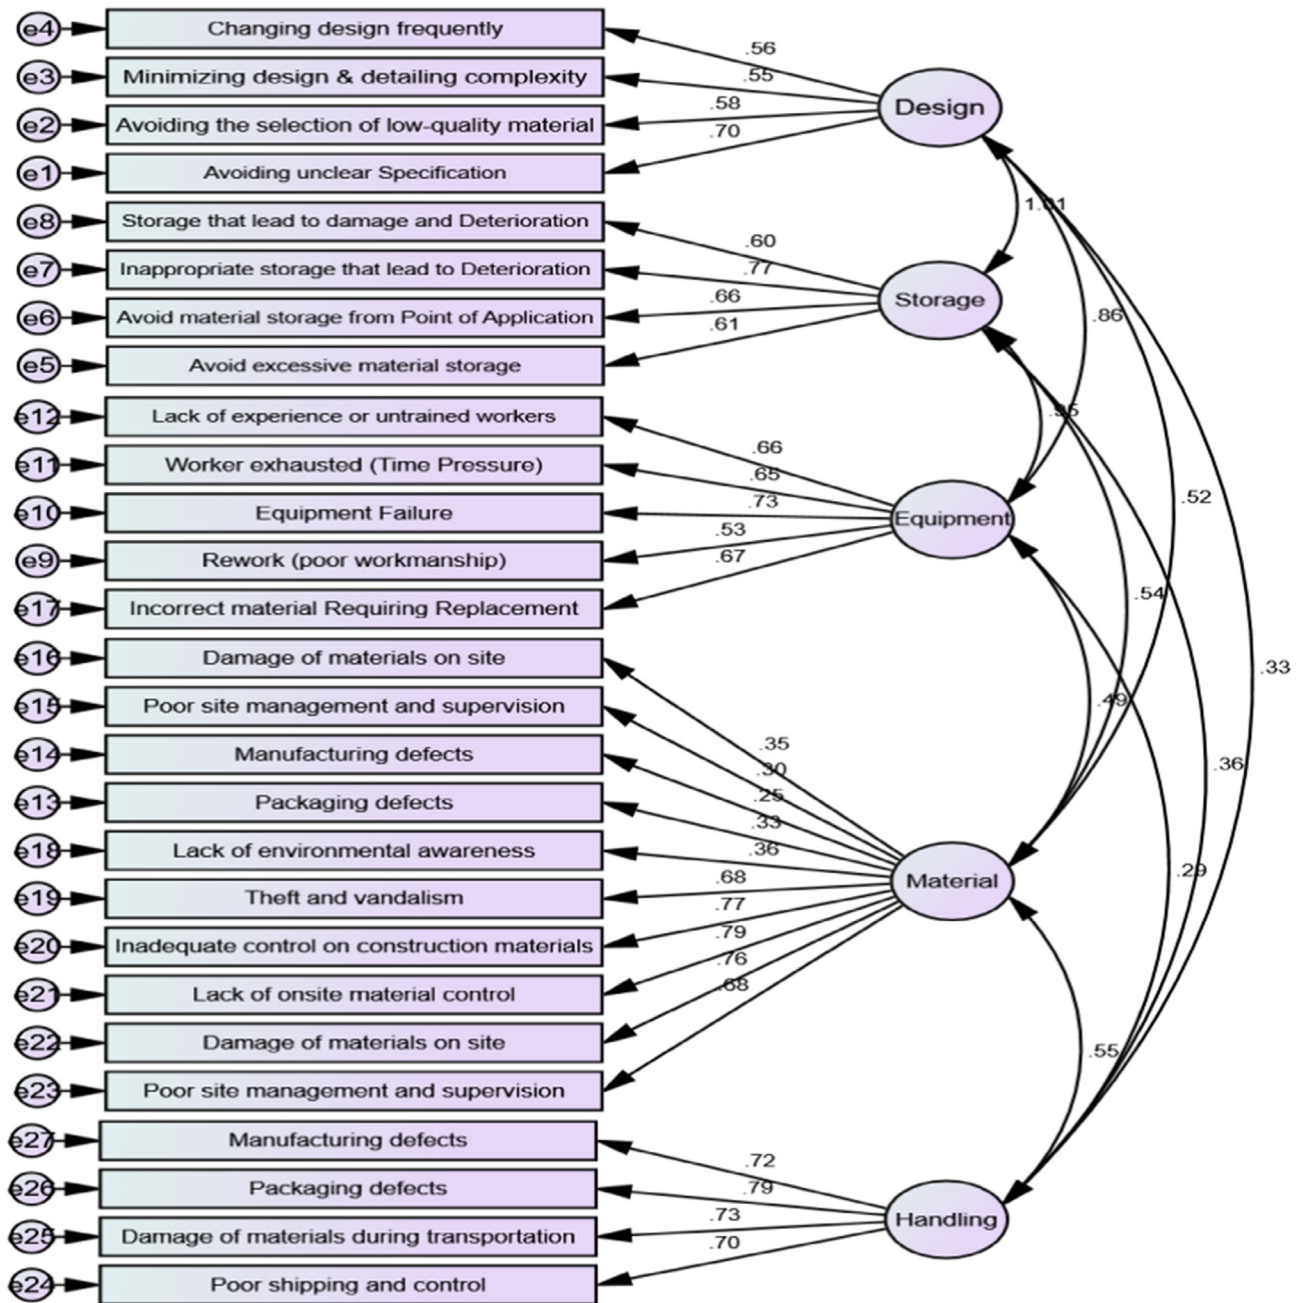 e4 Changing design frequently
.56
e3 Minimizing design & detailing complexity
.55
Design
e2 Avoiding the selection of low-quality material
.58
.70
e1 Avoiding unclear Specification
1.01
e8 Storage that lead to damage and Deterioration
.60
e7 Inappropriate storage that lead to Deterioration
.77
Storage
e6 Avoid material storage from Point of Application
.66
.86
.61
e5 Avoid excessive material storage
.95
e12 Lack of experience or untrained workers
.66
e11 Worker exhausted (Time Pressure)
.65
.52
.73
e10 Equipment Failure
Equipment
.53
e9 Rework (poor workmanship)
.67
.54
e17 Incorrect material Requiring Replacement
e16 Damage of materials on site
.33
.49
e15 Poor site management and supervision
.35
e14 Manufacturing defects
.30
.36
.25
e13 Packaging defects
.33
e18 Lack of environmental awareness
.36
.29
.68
Material
e19 Theft and vandalism
.77
.79
e20 Inadequate control on construction materials
.76
.68
e21 Lack of onsite material control
e22 Damage of materials on site
.55
e23 Poor site management and supervision
e27 Manufacturing defects
.72
e26 Packaging defects
.79
.73
Handling
e25 Damage of materials during transportation
.70
e24 Poor shipping and control